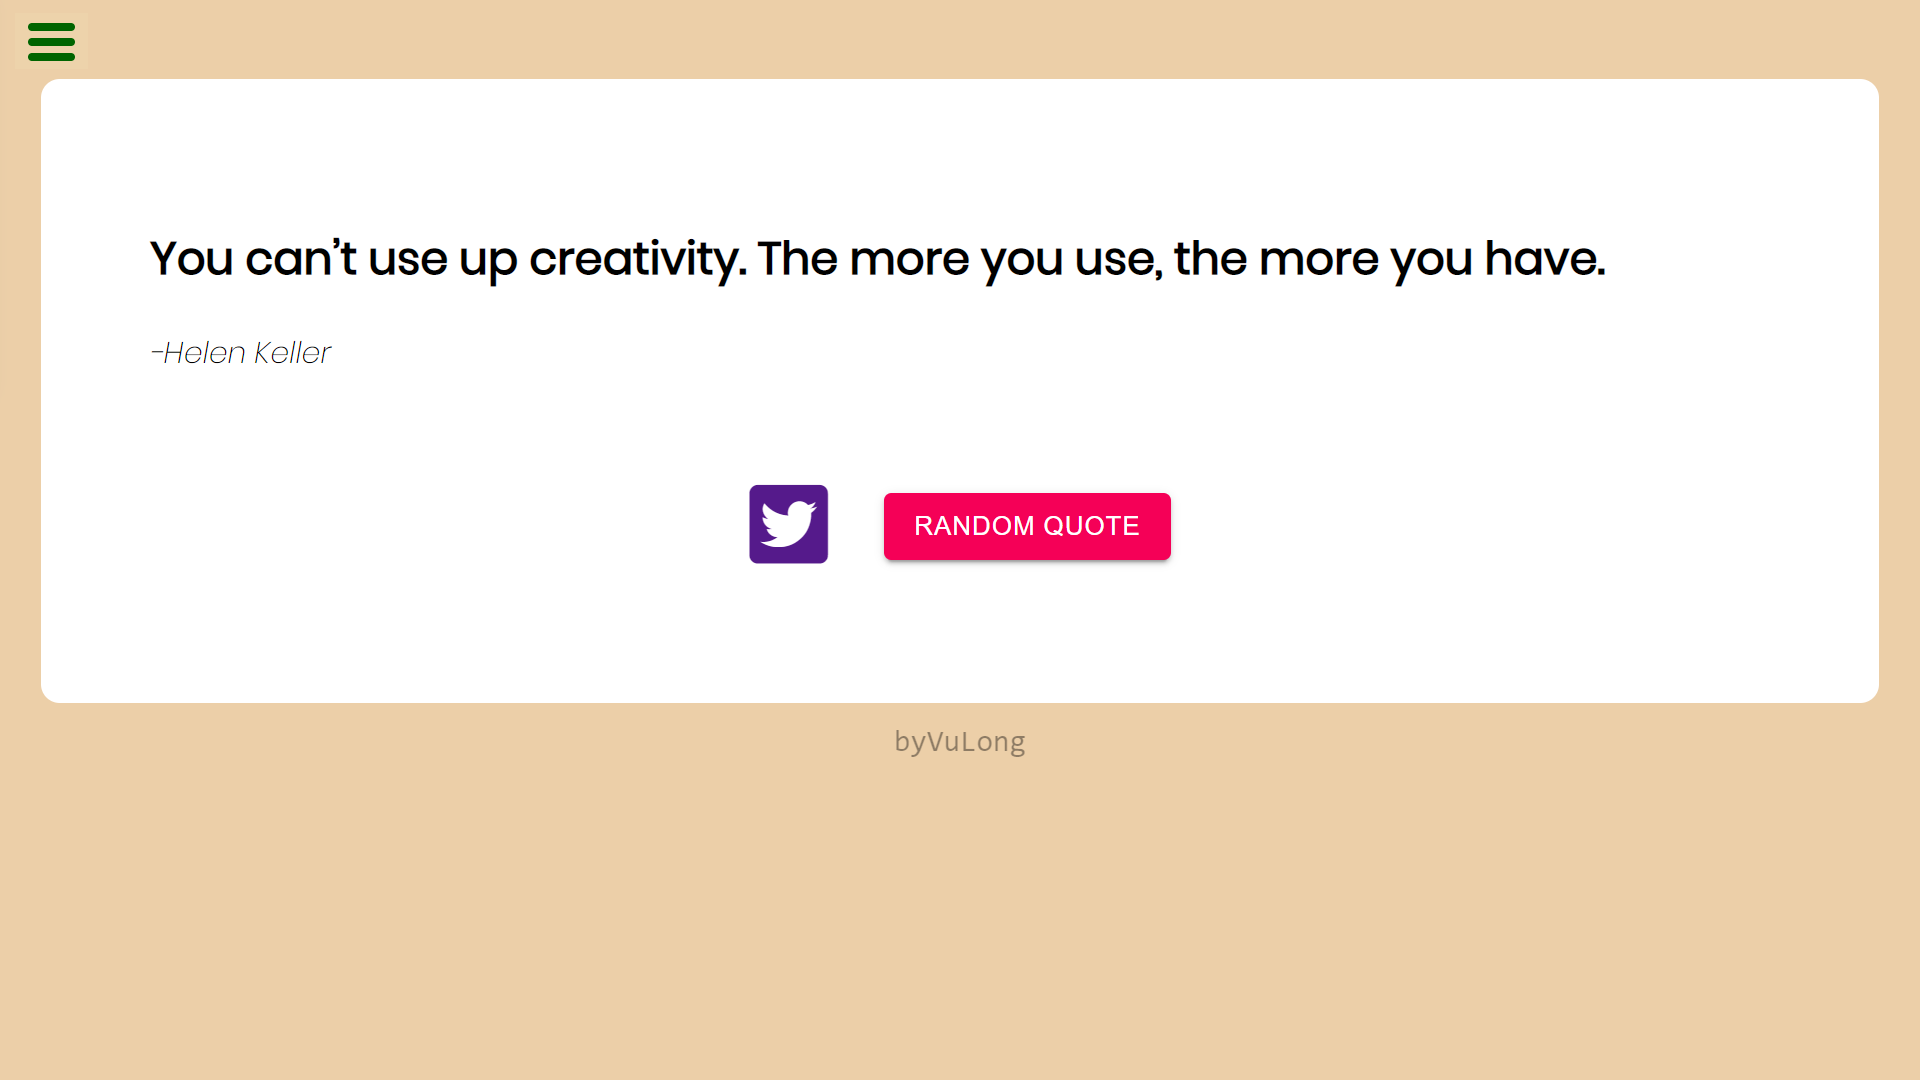 You can’t use up creativity. The more you use, the more you have.
-Helen Keller
RANDOM QUOTE
byVuLong